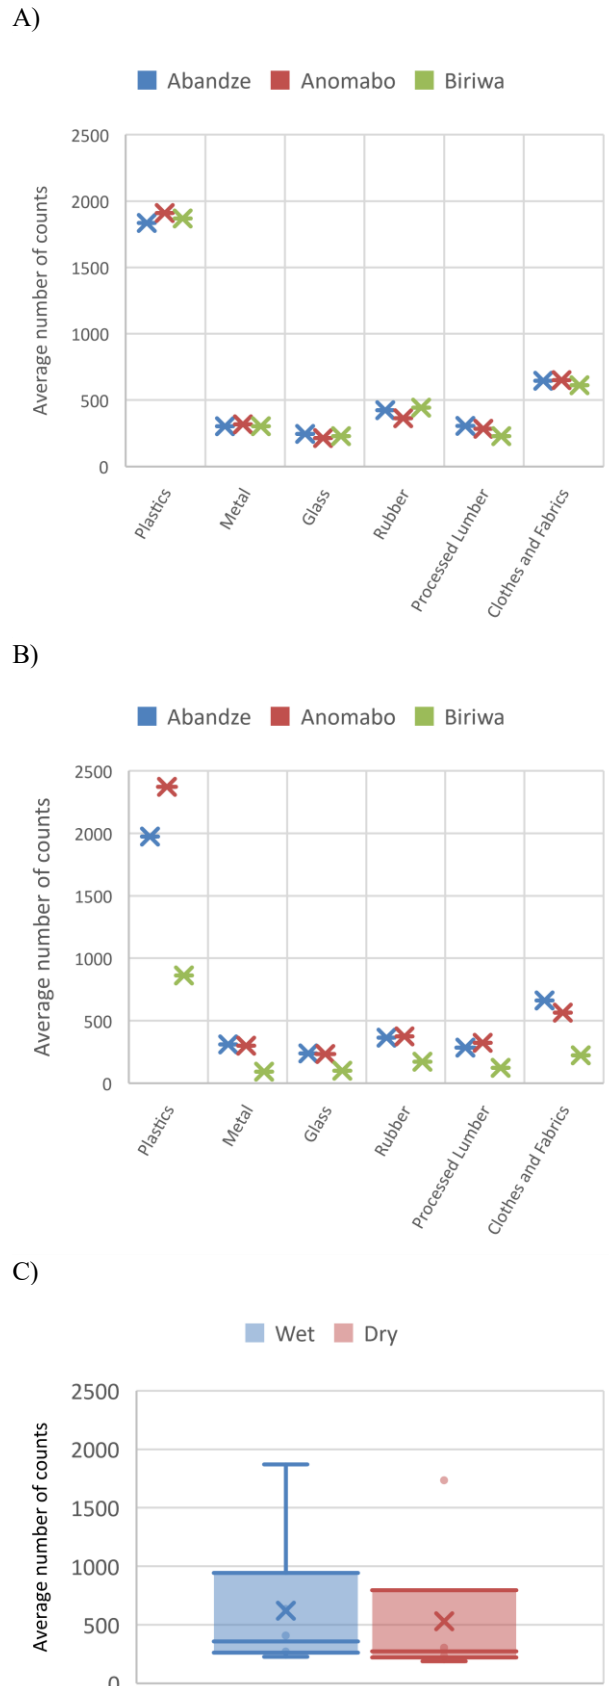 A)
Abandze Anomabo Biriwa
Average number of counts
2500
2000
1500
1000
500
0
Plastics
Metal
Glass
Rubber
Processed Lumber
Clothes and Fabrics
B)
Abandze Anomabo Biriwa
Average number of counts
2500
2000
1500
1000
500
0
Plastics
Metal
Glass
Rubber
Processed Lumber
Clothes and Fabrics
C)
Wet Dry
Average number of counts
2500
2000
1500
1000
500
0